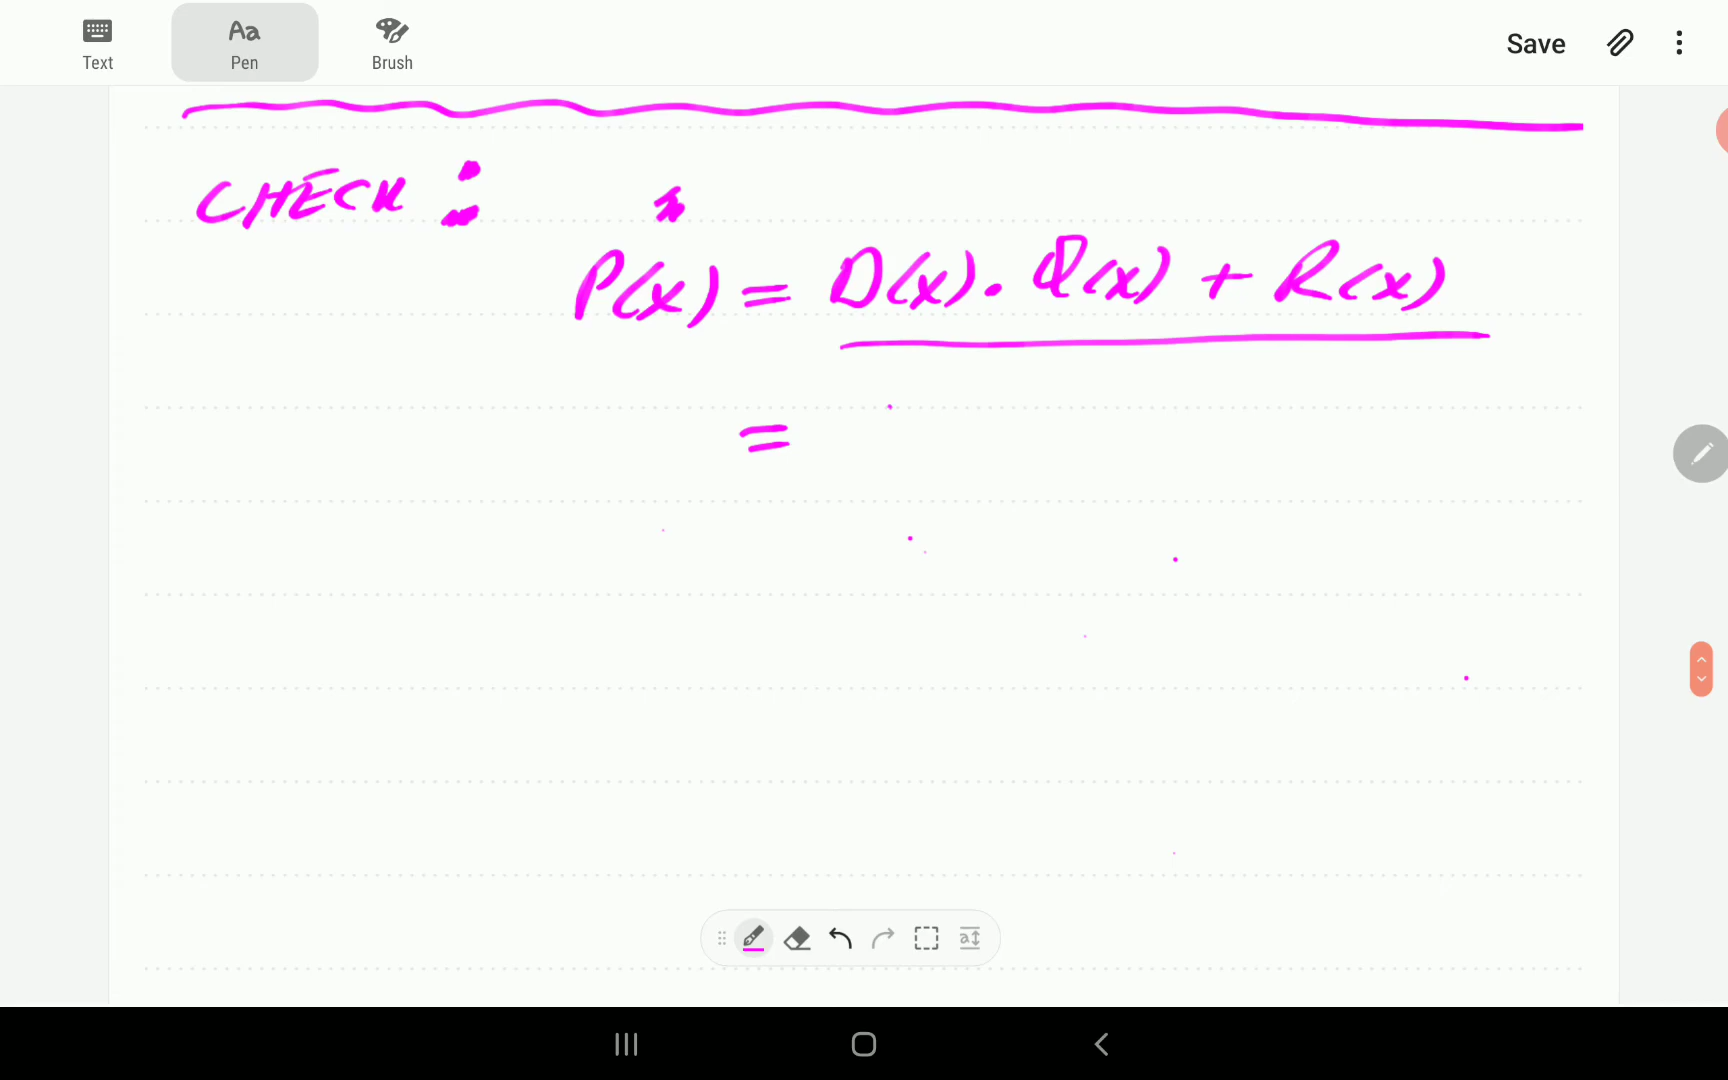 Text Pen Brush Save
CHECK :
P(x) = D(x) . Q(x) + R(x)
=